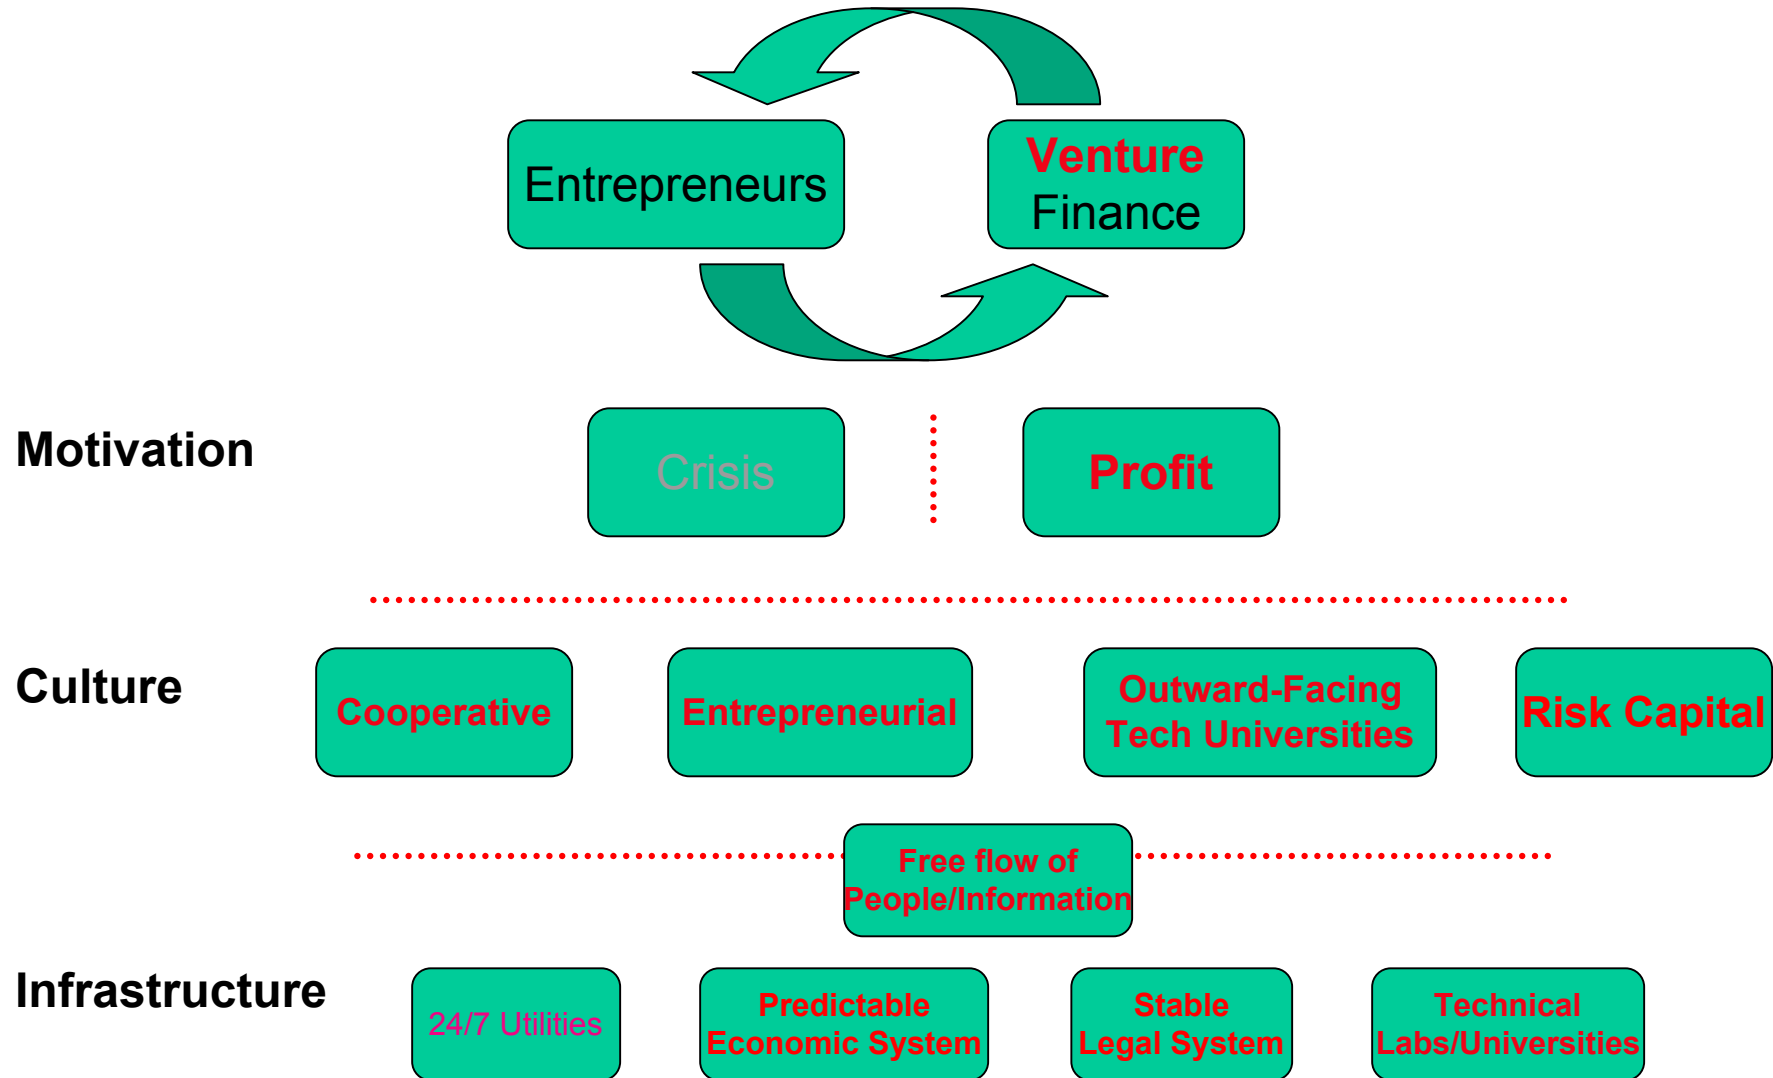 Entrepreneurs
Venture
Finance
Motivation
Crisis
Profit
Culture
Cooperative
Entrepreneurial
Outward-Facing
Tech Universities
Risk Capital
Free flow of
People/Information
Infrastructure
24/7 Utilities
Predictable
Economic System
Stable
Legal System
Technical
Labs/Universities